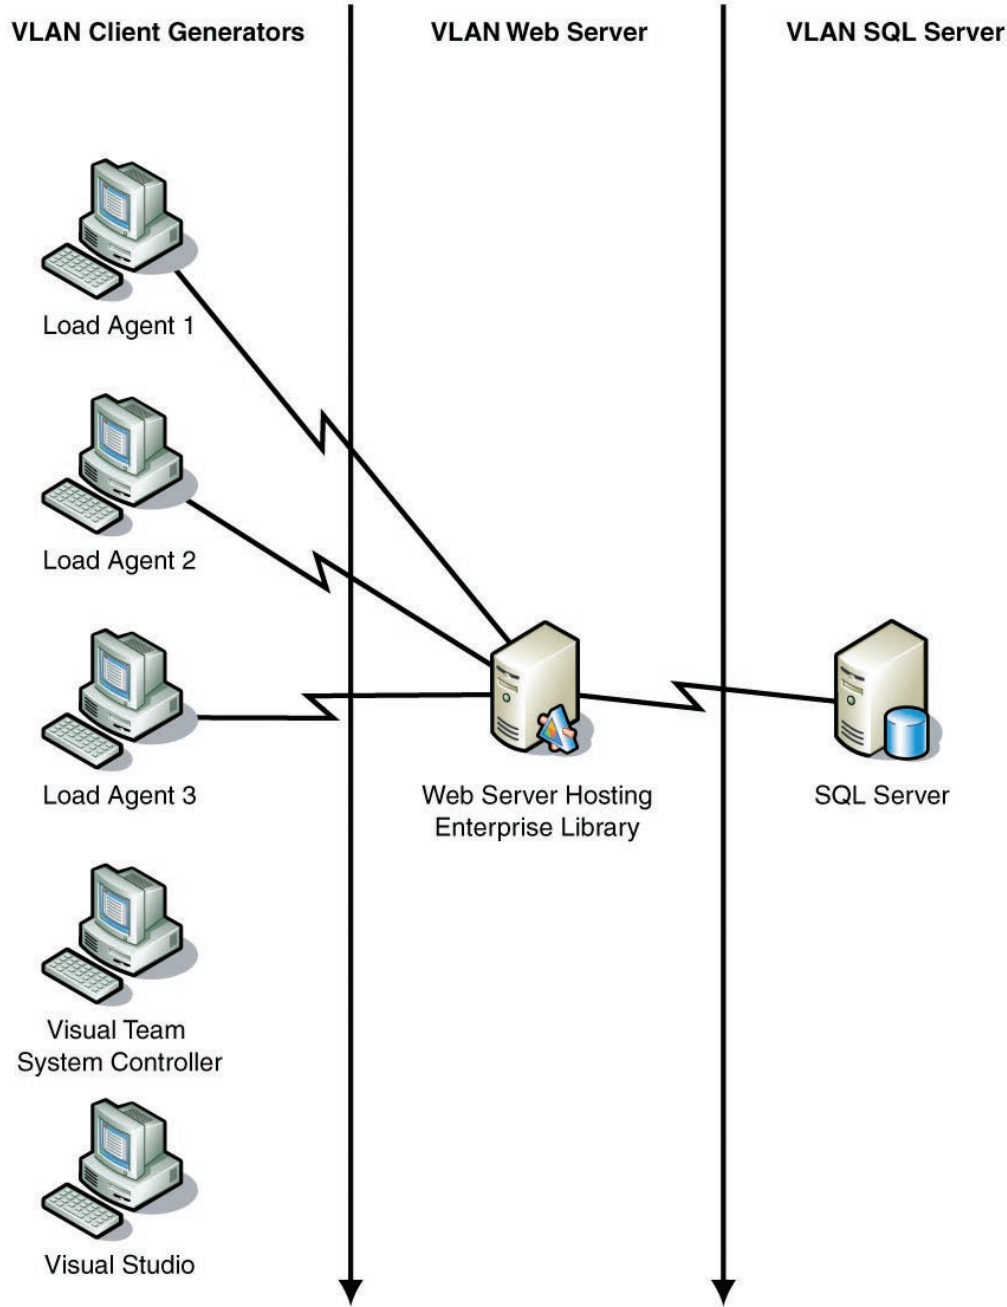 VLAN Client Generators
VLAN Web Server
VLAN SQL Server
Load Agent 1
Load Agent 2
Load Agent 3
Web Server Hosting
Enterprise Library
SQL Server
Visual Team
System Controller
Visual Studio